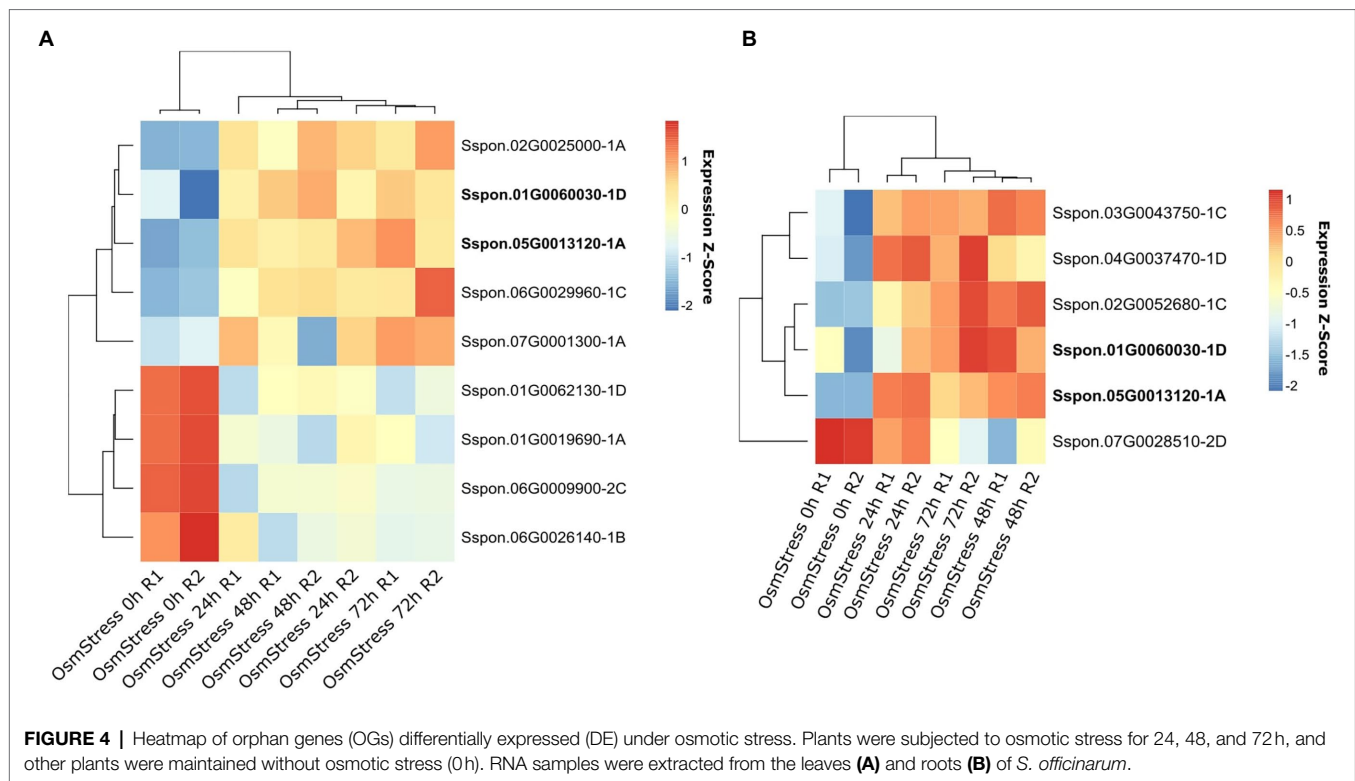 A
1
0
-1
-2
Expression Z-Score
Sspon.02G0025000-1A
Sspon.01G0060030-1D
Sspon.05G0013120-1A
Sspon.06G0029960-1C
Sspon.07G0001300-1A
Sspon.01G0062130-1D
Sspon.01G0019690-1A
Sspon.06G0009900-2C
Sspon.06G0026140-1B
OsmStress 0h R1
OsmStress 0h R2
OsmStress 24h R1
OsmStress 48h R1
OsmStress 48h R2
OsmStress 24h R2
OsmStress 72h R1
OsmStress 72h R2
B
1
0.5
0
-0.5
-1
-1.5
-2
Expression Z-Score
Sspon.03G0043750-1C
Sspon.04G0037470-1D
Sspon.02G0052680-1C
Sspon.01G0060030-1D
Sspon.05G0013120-1A
Sspon.07G0028510-2D
OsmStress 0h R1
OsmStress 0h R2
OsmStress 24h R1
OsmStress 24h R2
OsmStress 72h R1
OsmStress 72h R2
OsmStress 48h R1
OsmStress 48h R2
FIGURE 4 | Heatmap of orphan genes (OGs) differentially expressed (DE) under osmotic stress. Plants were subjected to osmotic stress for 24, 48, and 72h, and
other plants were maintained without osmotic stress (0h). RNA samples were extracted from the leaves (A) and roots (B) of S. officinarum.